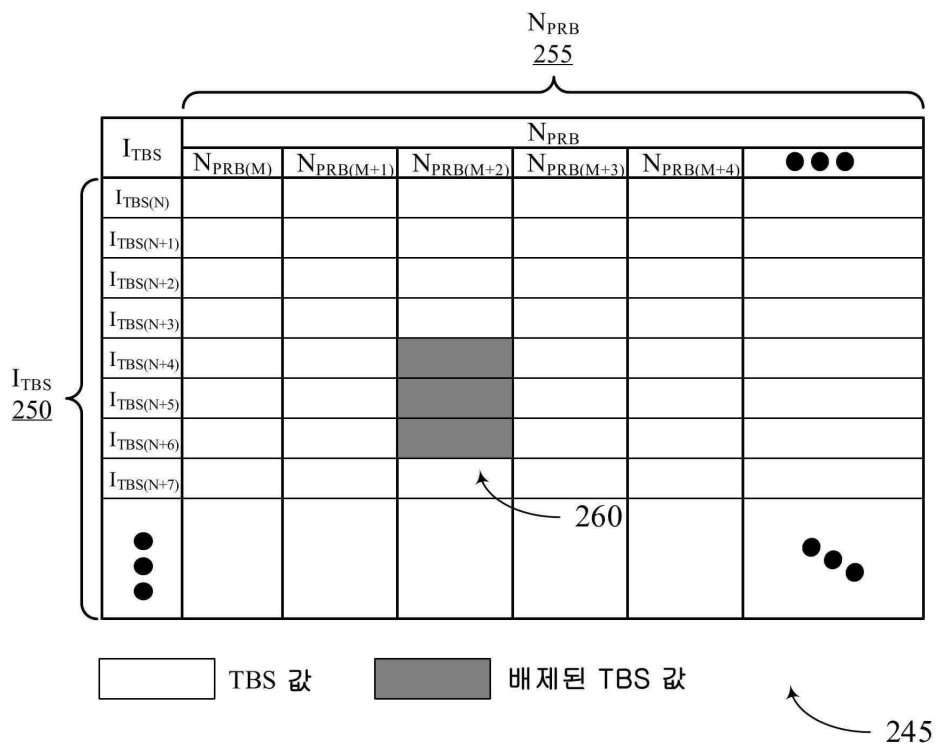 N_PRB
255
I_TBS N_PRB
N_PRB(M) N_PRB(M+1) N_PRB(M+2) N_PRB(M+3) N_PRB(M+4) ●●●
I_TBS(N)
I_TBS(N+1)
I_TBS(N+2)
I_TBS(N+3)
I_TBS(N+4)
I_TBS
250
I_TBS(N+5)
I_TBS(N+6)
I_TBS(N+7)
260
TBS 값 배제된 TBS 값
245